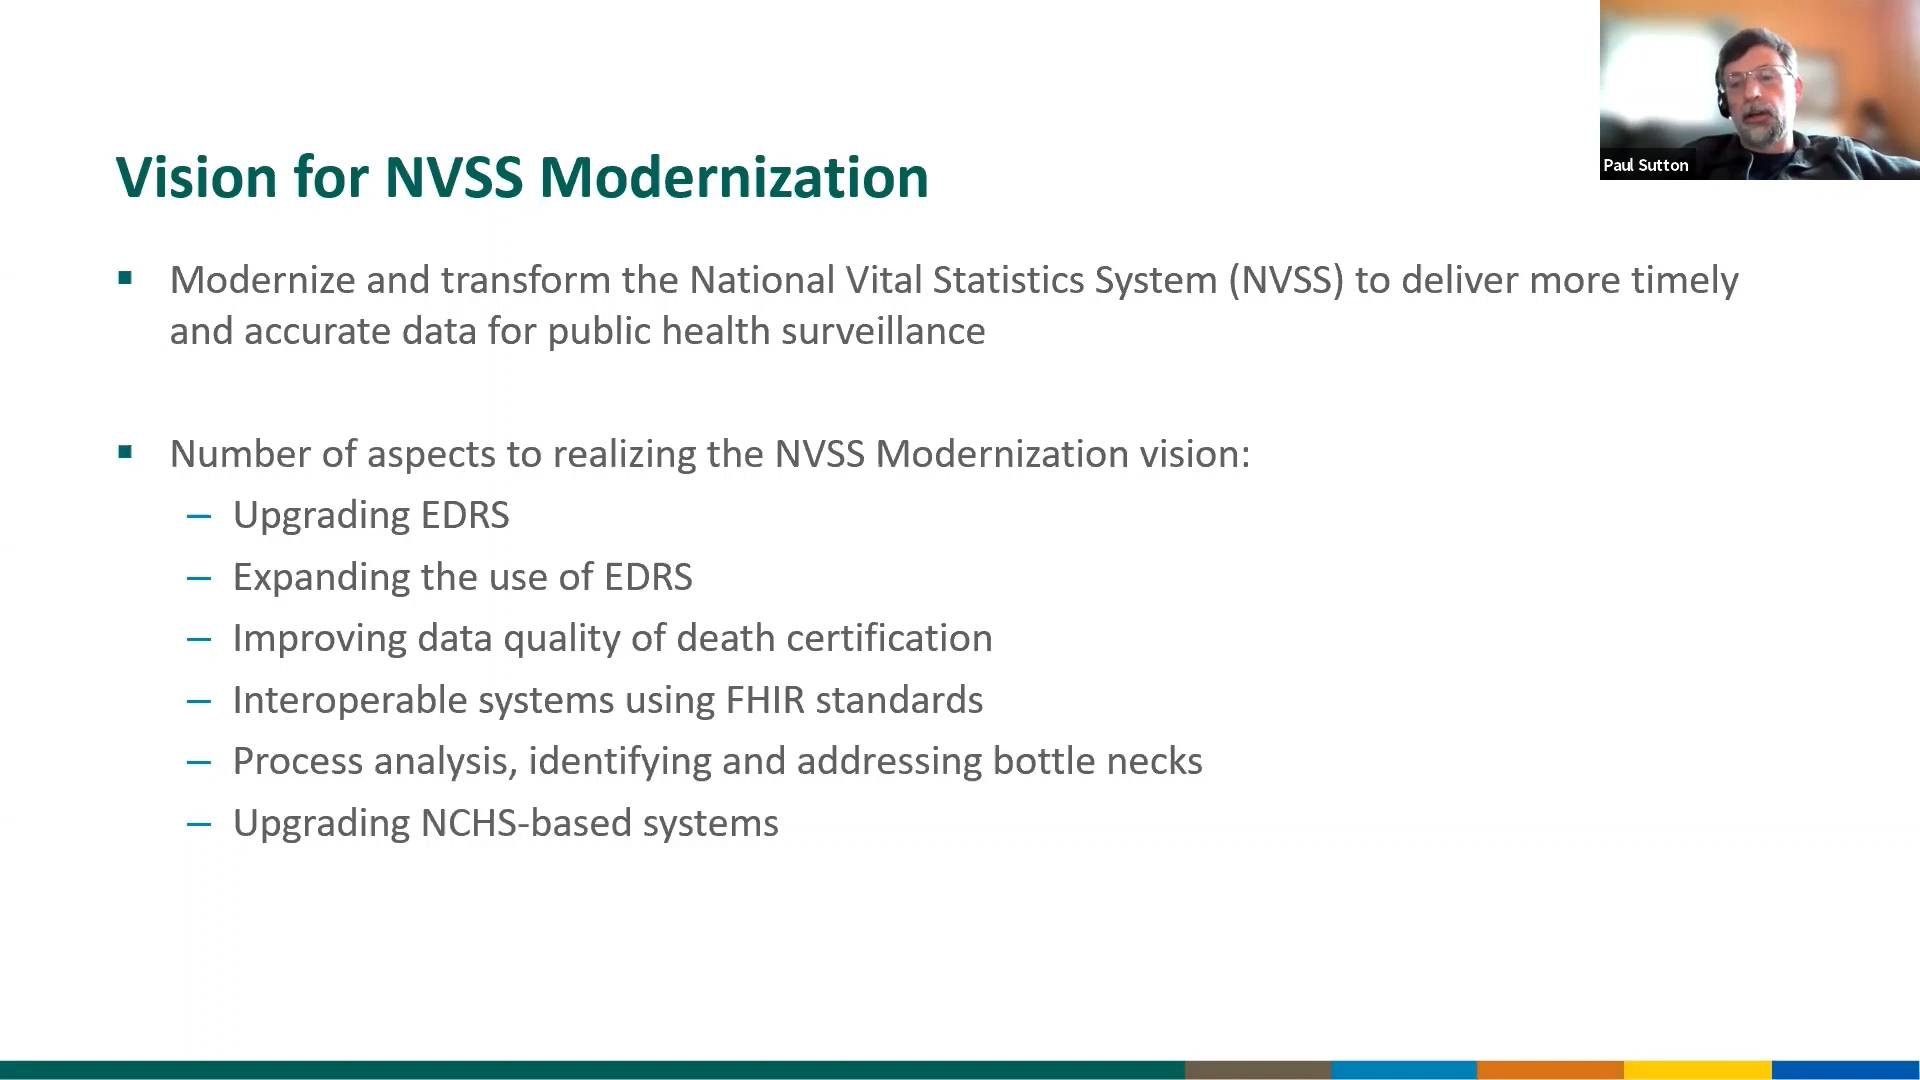 Paul Sutton
Vision for NVSS Modernization
▪ Modernize and transform the National Vital Statistics System (NVSS) to deliver more timely
and accurate data for public health surveillance
▪ Number of aspects to realizing the NVSS Modernization vision:
– Upgrading EDRS
– Expanding the use of EDRS
– Improving data quality of death certification
– Interoperable systems using FHIR standards
– Process analysis, identifying and addressing bottle necks
– Upgrading NCHS-based systems